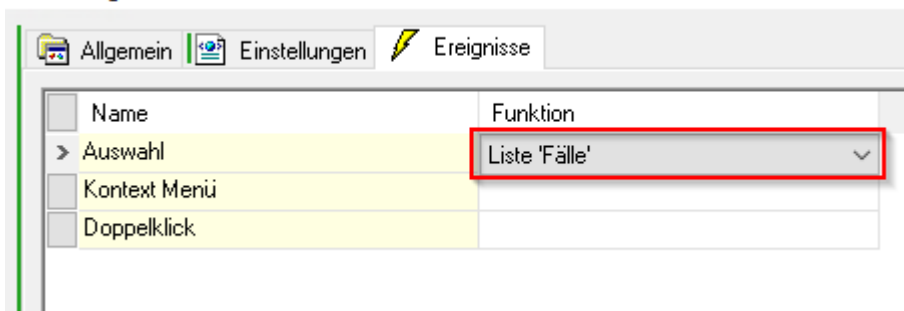 Allgemein Einstellungen Ereignisse
Name Funktion
Auswahl Liste 'Fälle'
Kontext Menü
Doppelklick